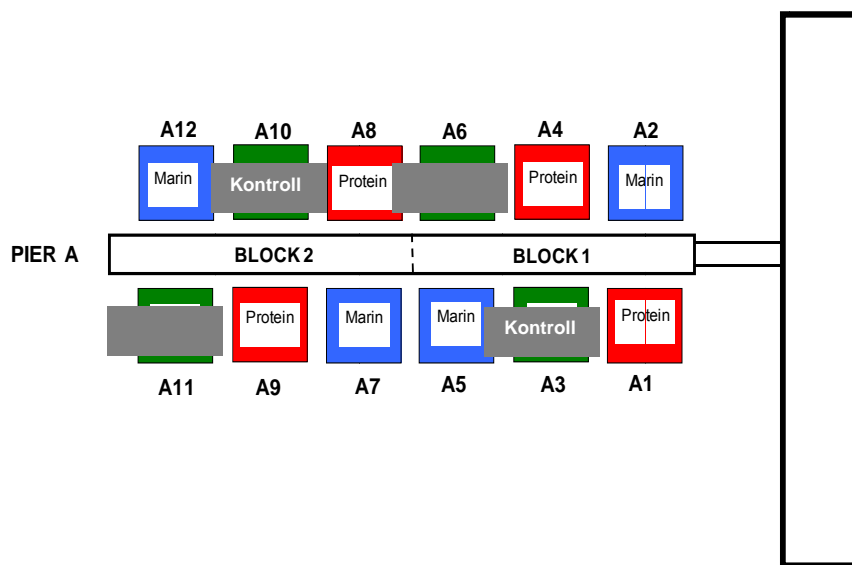 A12 A10 A8 A6 A4 A2
Marin Kontroll Protein Protein Marin
PIER A BLOCK 2 BLOCK 1
Protein Marin Marin Kontroll Protein
A11 A9 A7 A5 A3 A1